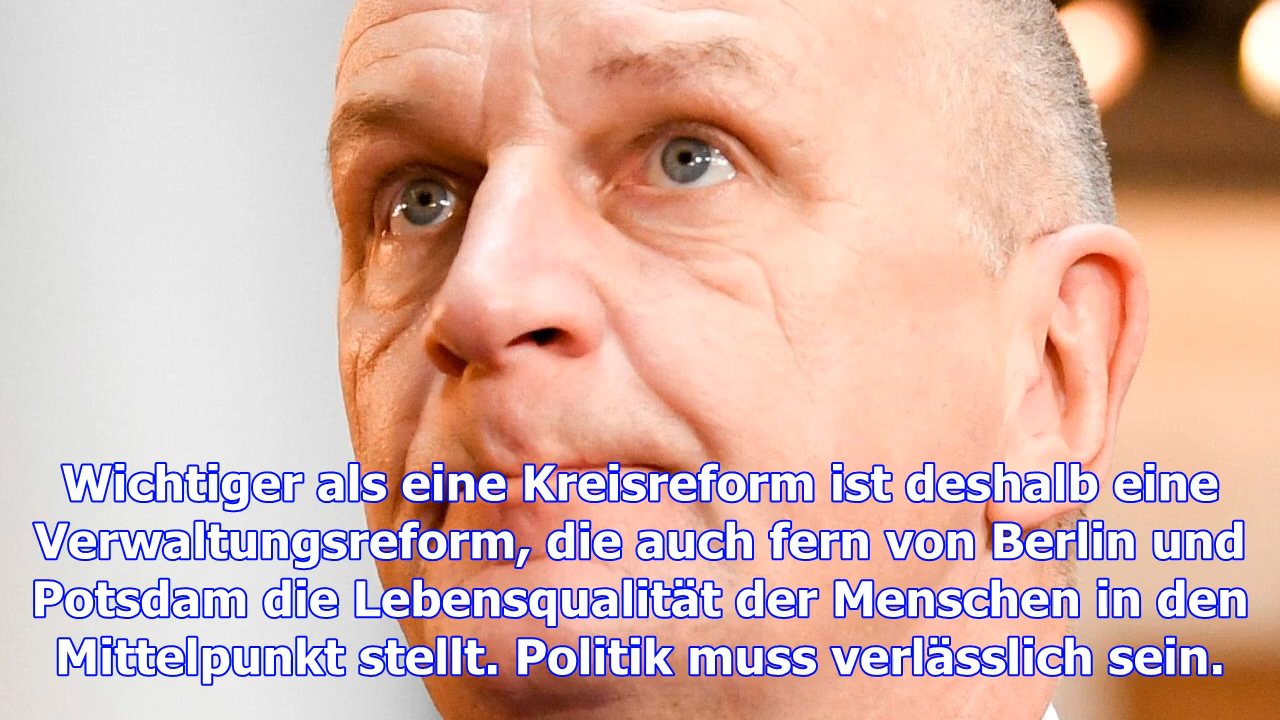 Wichtiger als eine Kreisreform ist deshalb eine
Verwaltungsreform, die auch fern von Berlin und
Potsdam die Lebensqualität der Menschen in den
Mittelpunkt stellt. Politik muss verlässlich sein.